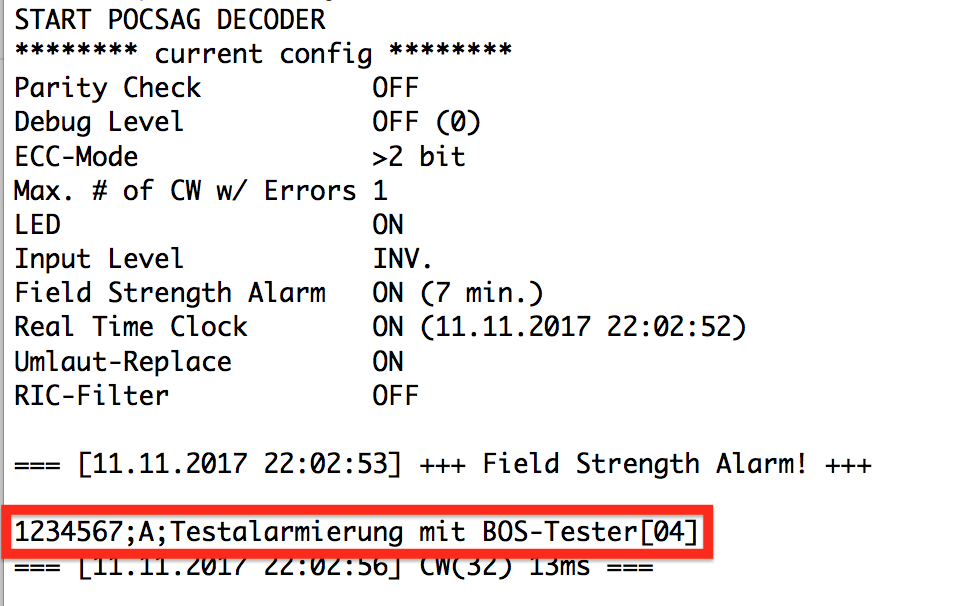 START POCSAG DECODER
******** current config ********
Parity Check OFF
Debug Level OFF (0)
ECC-Mode >2 bit
Max. # of CW w/ Errors 1
LED ON
Input Level INV.
Field Strength Alarm ON (7 min.)
Real Time Clock ON (11.11.2017 22:02:52)
Umlaut-Replace ON
RIC-Filter OFF
=== [11.11.2017 22:02:53] +++ Field Strength Alarm! +++
1234567;A;Testalarmierung mit BOS-Tester[04]
=== [11.11.2017 22:02:56] CW(32) 13ms ===